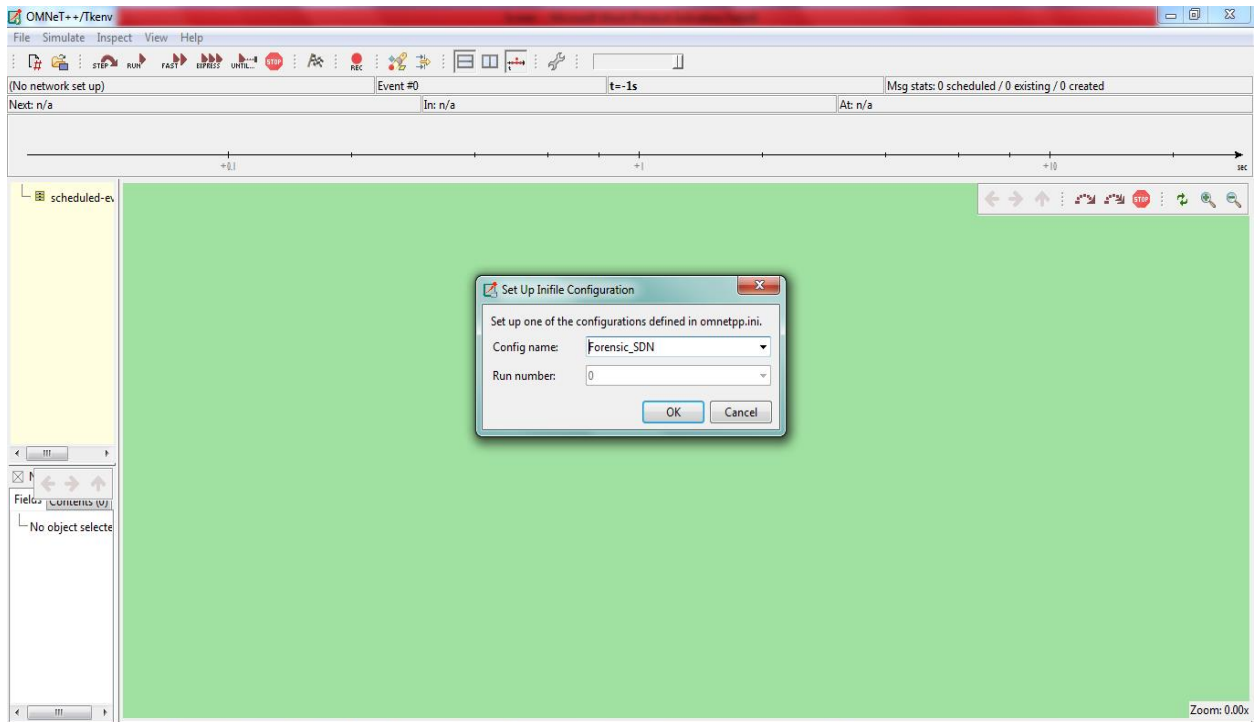 OMNeT++/Tkenv
File Simulate Inspect View Help
STEP RUN FAST EXPRESS UNTIL... STOP REC
(No network set up) Event #0 t=-1s Msg stats: 0 scheduled / 0 existing / 0 created
Next: n/a In: n/a At: n/a
+0.1 +1 +10 sec
scheduled-ev
STOP
Set Up Inifile Configuration
Set up one of the configurations defined in omnetpp.ini.
Config name: Forensic_SDN
Run number: 0
OK Cancel
Fields Contents (0)
No object selecte
Zoom: 0.00x